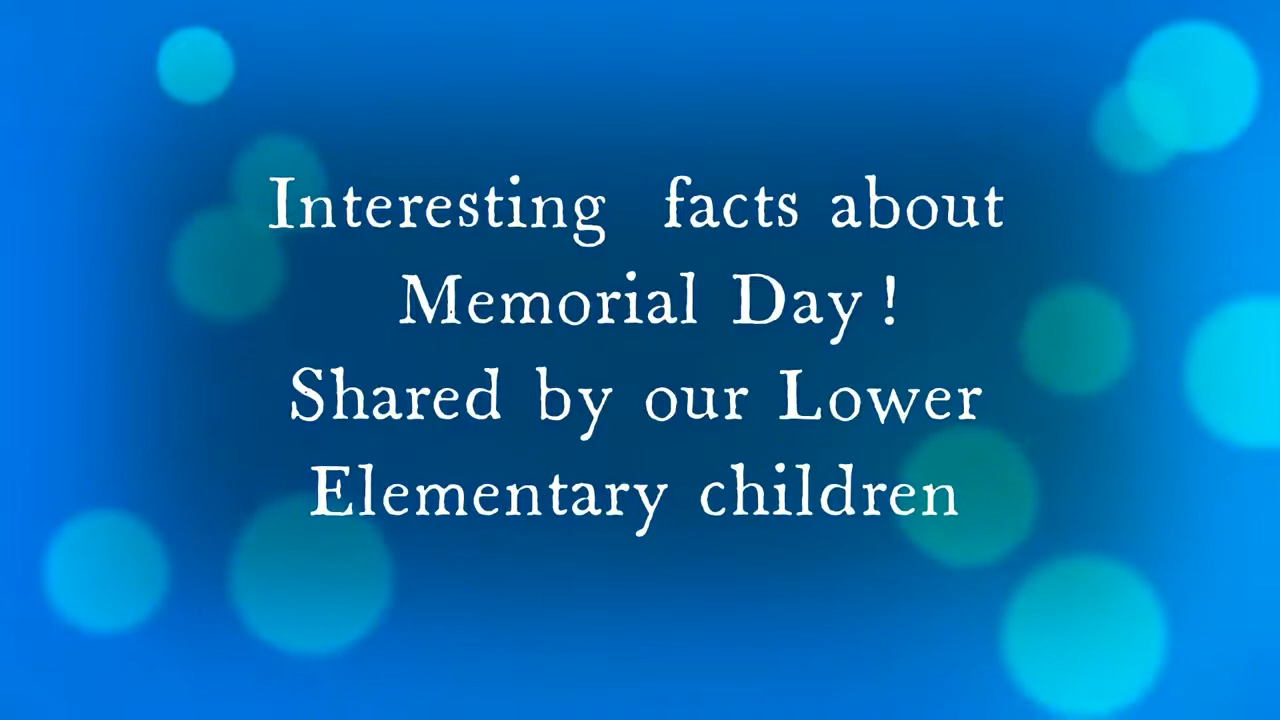 Interesting facts about
Memorial Day !
Shared by our Lower
Elementary children